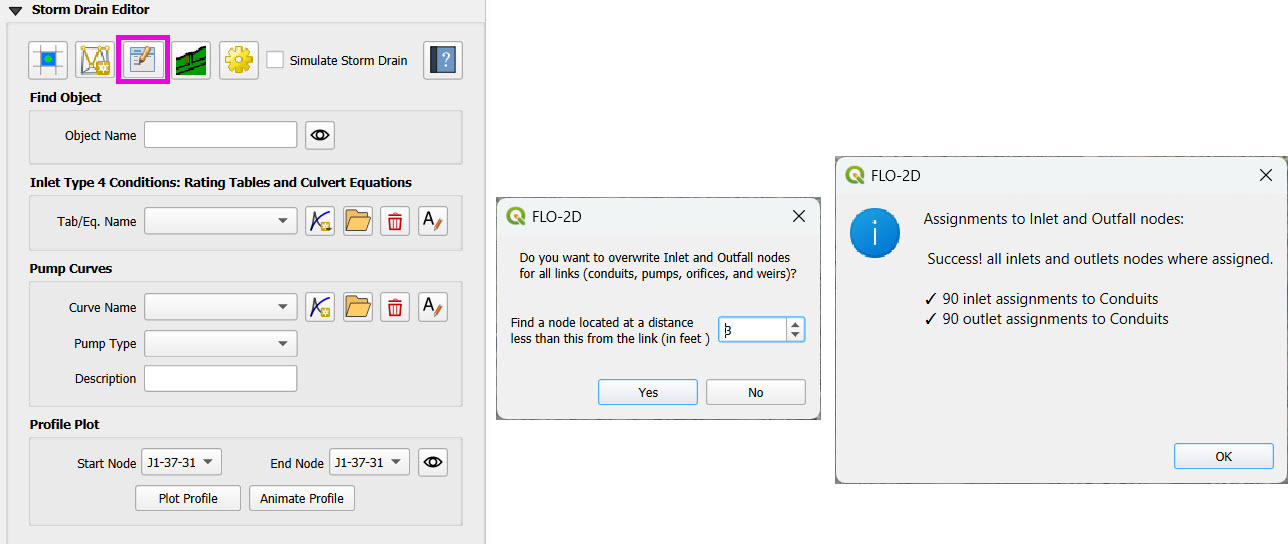 Storm Drain Editor
Simulate Storm Drain
?
Find Object
Object Name
Inlet Type 4 Conditions: Rating Tables and Culvert Equations
Tab/Eq. Name
A
Pump Curves
Curve Name
A
Pump Type
Description
Profile Plot
Start Node J1-37-31 End Node J1-37-31
Plot Profile Animate Profile
FLO-2D
Do you want to overwrite Inlet and Outfall nodes
for all links (conduits, pumps, orifices, and weirs)?
Find a node located at a distance
less than this from the link (in feet ) 3
Yes No
FLO-2D
i
Assignments to Inlet and Outfall nodes:
Success! all inlets and outlets nodes where assigned.
✓ 90 inlet assignments to Conduits
✓ 90 outlet assignments to Conduits
OK